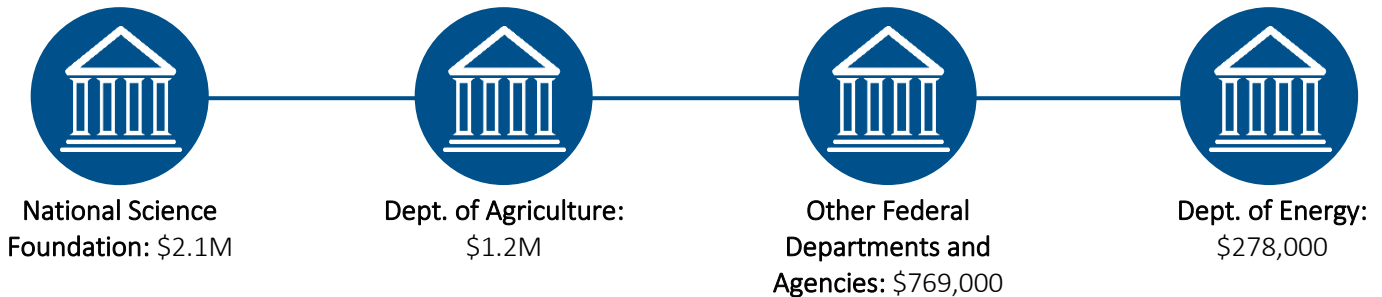 National Science
Foundation: $2.1M
Dept. of Agriculture:
$1.2M
Other Federal
Departments and
Agencies: $769,000
Dept. of Energy:
$278,000